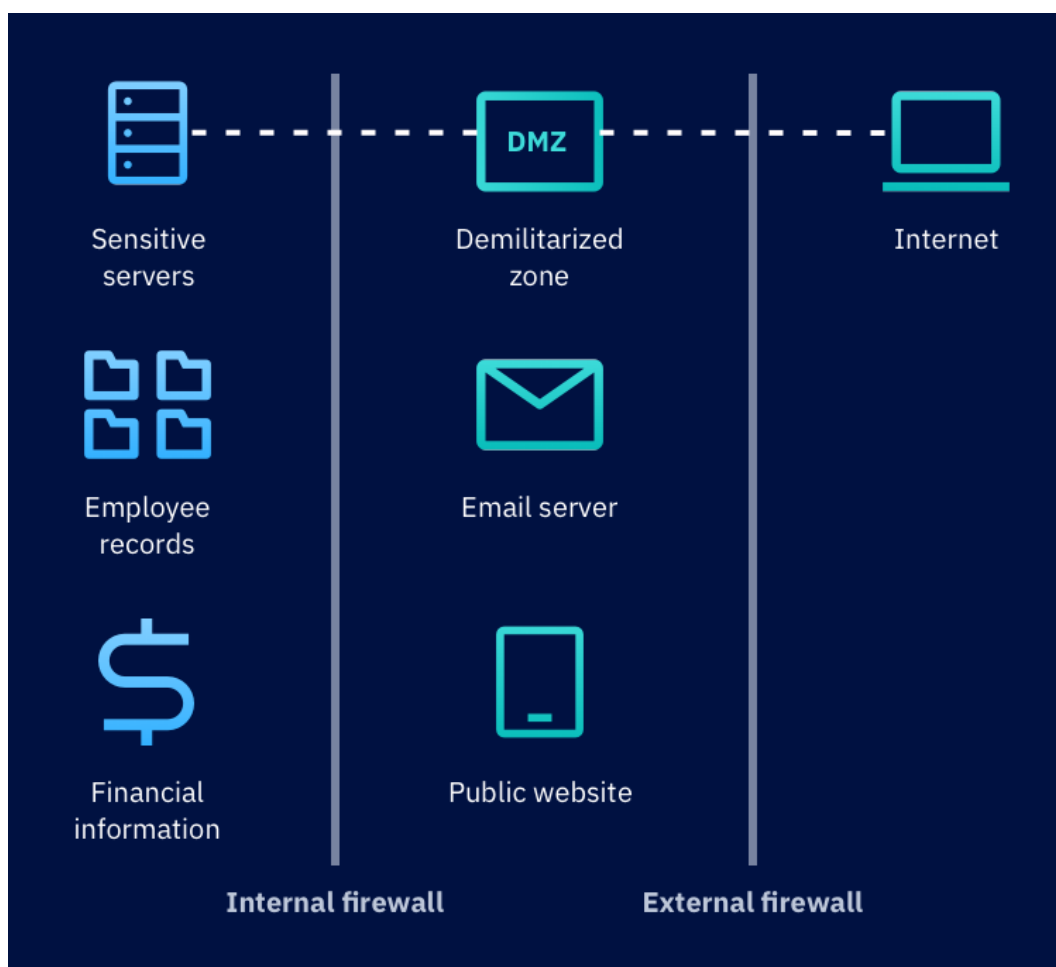 DMZ
Sensitive
servers
Demilitarized
zone
Internet
Employee
records
Email server
Financial
information
Public website
Internal firewall
External firewall